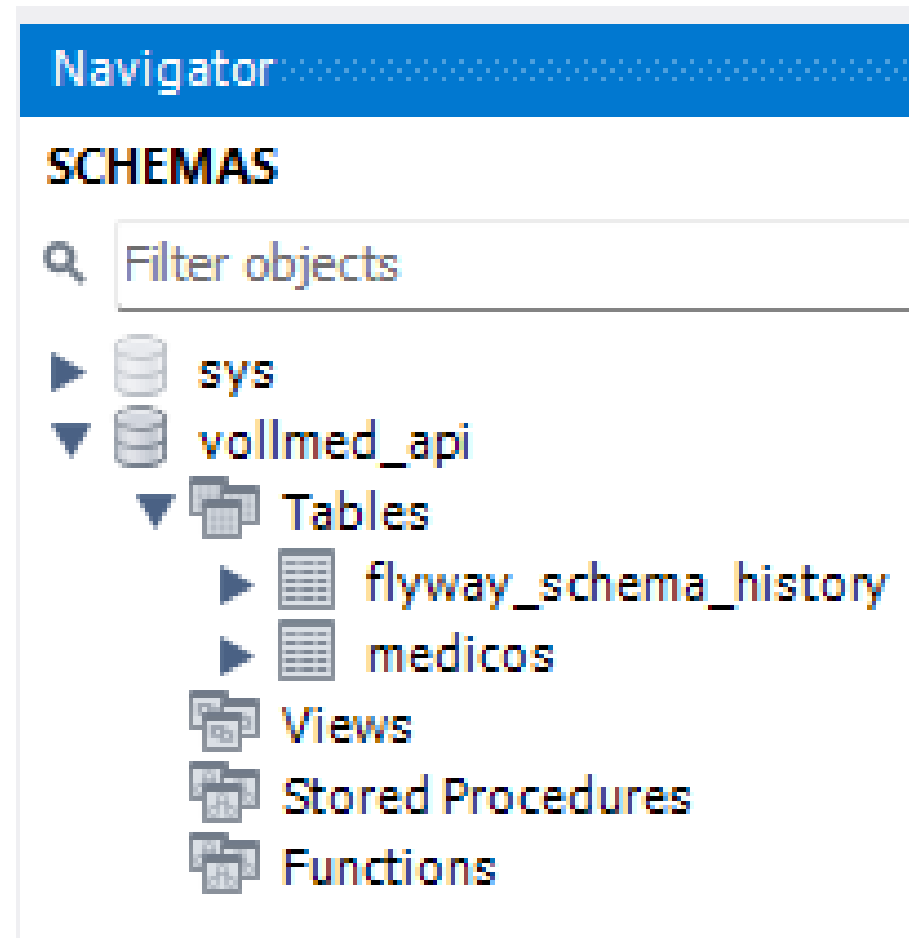 Navigator
SCHEMAS
Filter objects
sys
vollmed_api
Tables
flyway_schema_history
medicos
Views
Stored Procedures
Functions